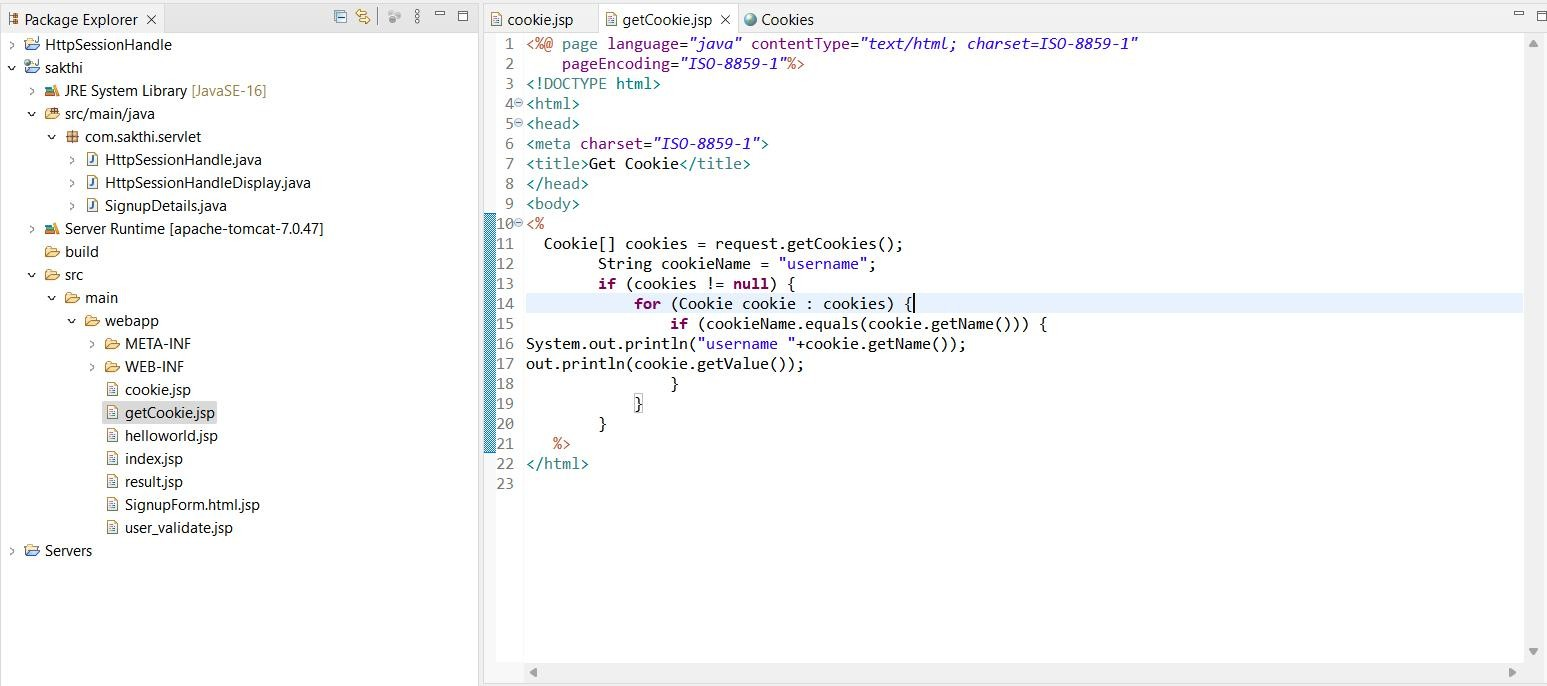 Package Explorer
HttpSessionHandle
sakthi
JRE System Library [JavaSE-16]
src/main/java
com.sakthi.servlet
HttpSessionHandle.java
HttpSessionHandleDisplay.java
SignupDetails.java
Server Runtime [apache-tomcat-7.0.47]
build
src
main
webapp
META-INF
WEB-INF
cookie.jsp
getCookie.jsp
helloworld.jsp
index.jsp
result.jsp
SignupForm.html.jsp
user_validate.jsp
Servers
cookie.jsp getCookie.jsp Cookies
1 <%@ page language="java" contentType="text/html; charset=ISO-8859-1"
2     pageEncoding="ISO-8859-1"%>
3 <!DOCTYPE html>
4 <html>
5 <head>
6 <meta charset="ISO-8859-1">
7 <title>Get Cookie</title>
8 </head>
9 <body>
10 <%
11   Cookie[] cookies = request.getCookies();
12         String cookieName = "username";
13         if (cookies != null) {
14             for (Cookie cookie : cookies) {
15                 if (cookieName.equals(cookie.getName())) {
16 System.out.println("username "+cookie.getName());
17 out.println(cookie.getValue());
18                 }
19             }
20         }
21    %>
22 </html>
23